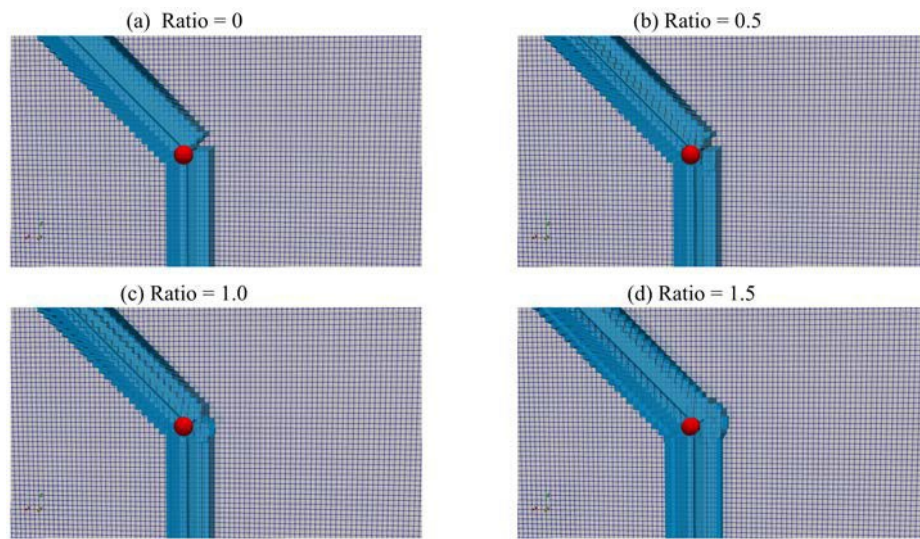 (a) Ratio = 0
(b) Ratio = 0.5
(c) Ratio = 1.0
(d) Ratio = 1.5